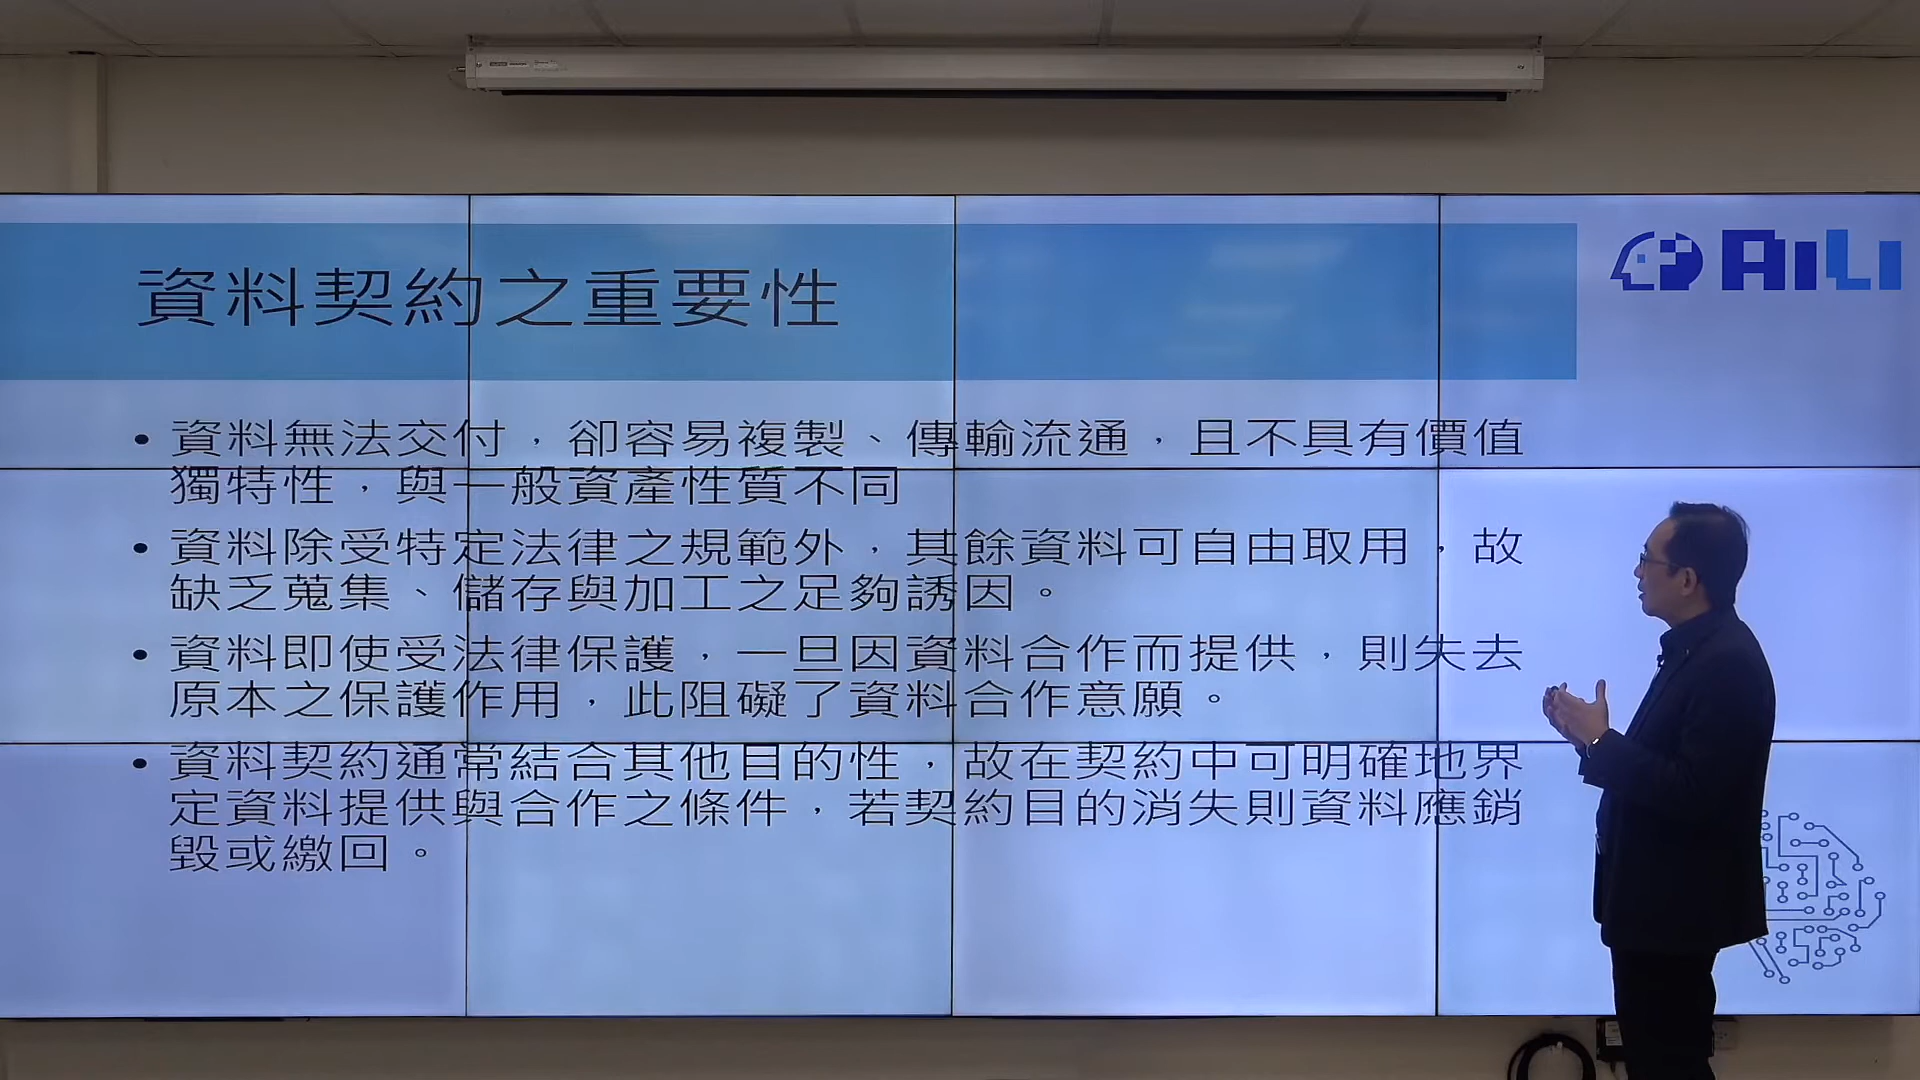 資料契約之重要性
AILI
• 資料無法交付，卻容易複製、傳輸流通，且不具有價值
獨特性，與一般資產性質不同
• 資料除受特定法律之規範外，其餘資料可自由取用，故
缺乏蒐集、儲存與加工之足夠誘因。
• 資料即使受法律保護，一旦因資料合作而提供，則失去
原本之保護作用，此阻礙了資料合作意願。
• 資料契約通常結合其他目的性，故在契約中可明確地界
定資料提供與合作之條件，若契約目的消失則資料應銷
毀或繳回。